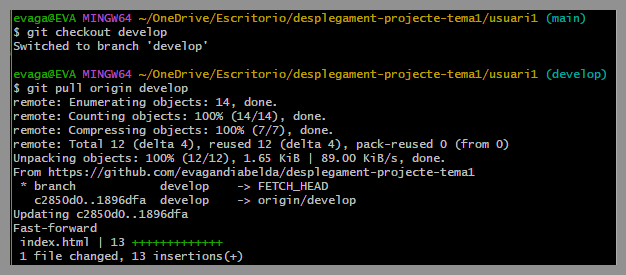 evaga@EVA MINGW64 ~/OneDrive/Escritorio/desplegament-projecte-tema1/usuari1 (main)
$ git checkout develop
Switched to branch 'develop'

evaga@EVA MINGW64 ~/OneDrive/Escritorio/desplegament-projecte-tema1/usuari1 (develop)
$ git pull origin develop
remote: Enumerating objects: 14, done.
remote: Counting objects: 100% (14/14), done.
remote: Compressing objects: 100% (7/7), done.
remote: Total 12 (delta 4), reused 12 (delta 4), pack-reused 0 (from 0)
Unpacking objects: 100% (12/12), 1.65 KiB | 89.00 KiB/s, done.
From https://github.com/evagandiabelda/desplegament-projecte-tema1
 * branch            develop    -> FETCH_HEAD
   c2850d0..1896dfa  develop    -> origin/develop
Updating c2850d0..1896dfa
Fast-forward
 index.html | 13 +++++++++++++
 1 file changed, 13 insertions(+)